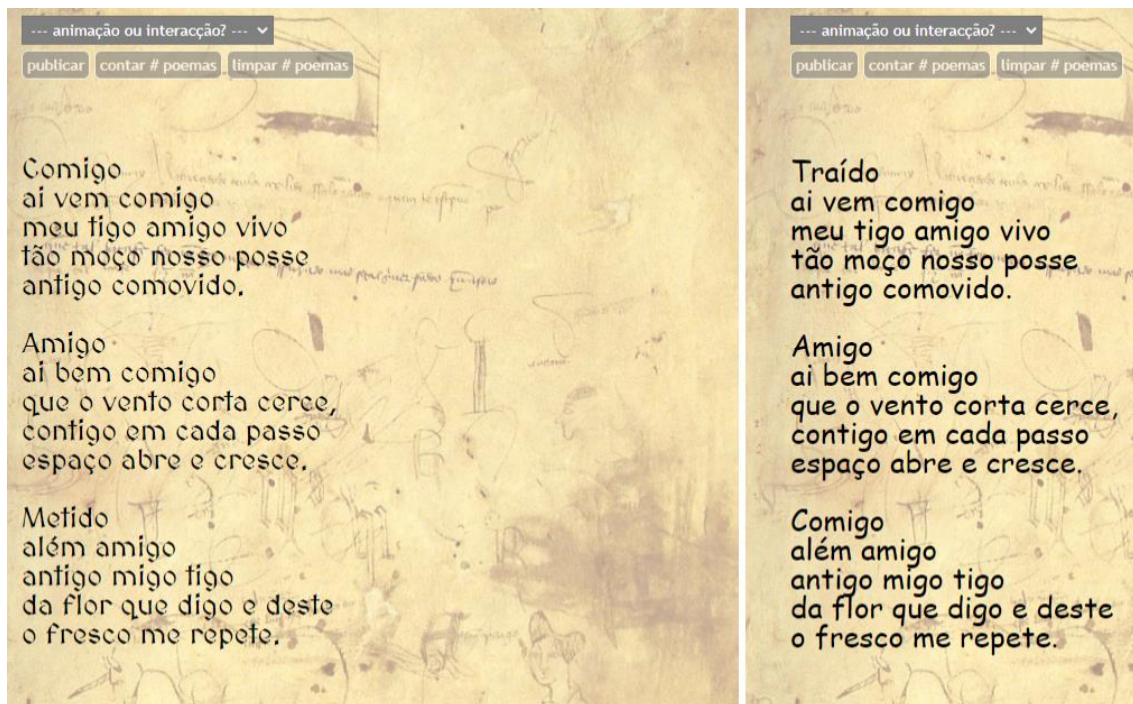 --- animação ou interacção? ---
publicar contar # poemas limpar # poemas
Comigo
ai vem comigo
meu tigo amigo vivo
tão moço nosso posse
antigo comovido.
Amigo
ai bem comigo
que o vento corta cerce,
contigo em cada passo
espaço abre e cresce.
Metido
além amigo
antigo migo tigo
da flor que digo e deste
o fresco me repete.
--- animação ou interacção? ---
publicar contar # poemas limpar # poemas
Traído
ai vem comigo
meu tigo amigo vivo
tão moço nosso posse
antigo comovido.
Amigo
ai bem comigo
que o vento corta cerce,
contigo em cada passo
espaço abre e cresce.
Comigo
além amigo
antigo migo tigo
da flor que digo e deste
o fresco me repete.